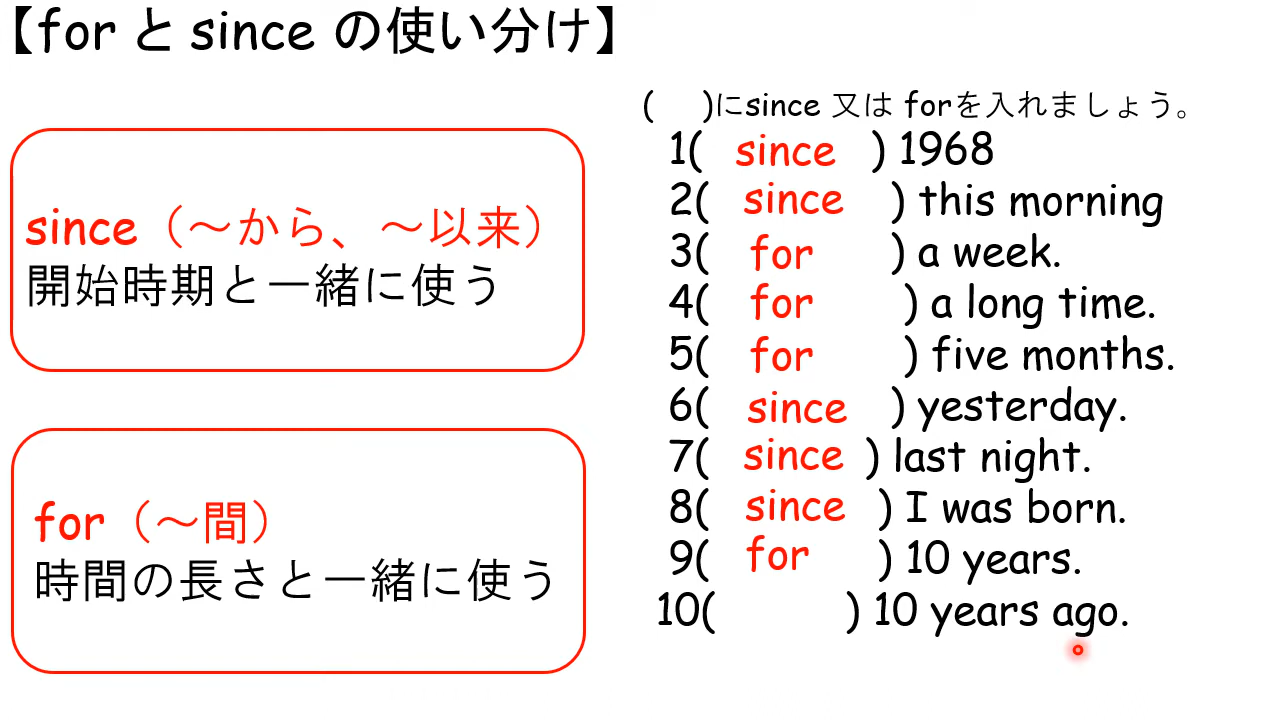 【for と since の使い分け】
since（～から、～以来）
開始時期と一緒に使う
for（～間）
時間の長さと一緒に使う
(　)にsince 又は forを入れましょう。
1( since ) 1968
2( since ) this morning
3( for ) a week.
4( for ) a long time.
5( for ) five months.
6( since ) yesterday.
7( since ) last night.
8( since ) I was born.
9( for ) 10 years.
10( ) 10 years ago.